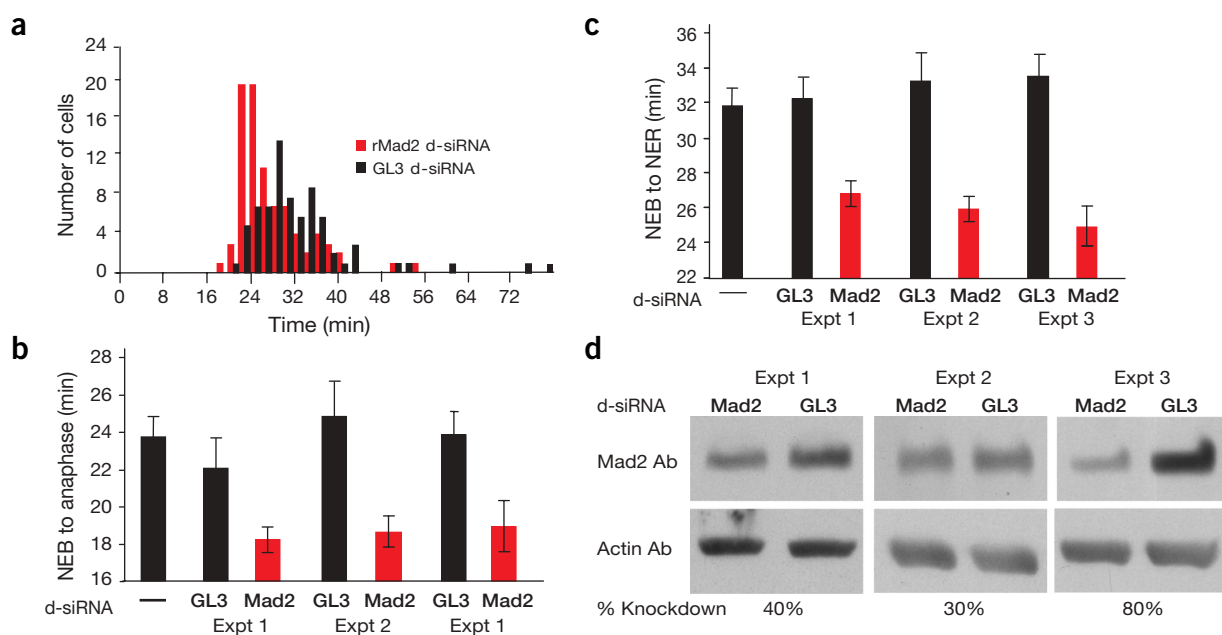 a
24
20
16
12
8
4
0
Number of cells
rMad2 d-siRNA
GL3 d-siRNA
0 8 16 24 32 40 48 56 64 72
Time (min)
b
28
26
24
22
20
18
16
NEB to anaphase (min)
d-siRNA — GL3 Mad2 GL3 Mad2 GL3 Mad2
Expt 1 Expt 2 Expt 1
c
36
34
32
30
28
26
24
22
NEB to NER (min)
d-siRNA — GL3 Mad2 GL3 Mad2 GL3 Mad2
Expt 1 Expt 2 Expt 3
d
Expt 1 Expt 2 Expt 3
d-siRNA Mad2 GL3 Mad2 GL3 Mad2 GL3
Mad2 Ab
Actin Ab
% Knockdown 40% 30% 80%